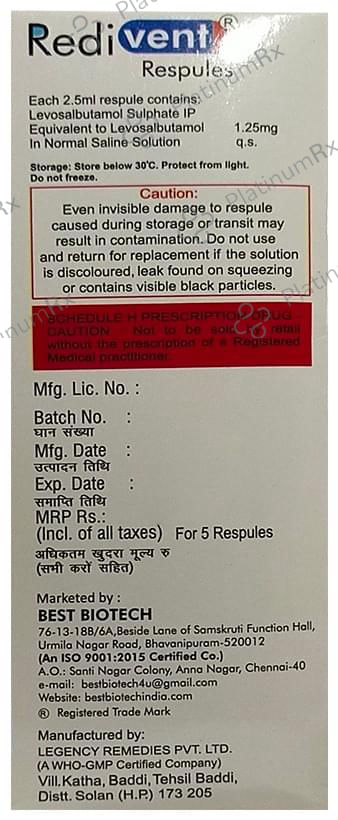 Redivent®
Respules
Each 2.5ml respule contains:
Levosalbutamol Sulphate IP
Equivalent to Levosalbutamol 1.25mg
In Normal Saline Solution q.s.
Storage: Store below 30°C. Protect from light.
Do not freeze.
Caution:
Even invisible damage to respule
caused during storage or transit may
result in contamination. Do not use
and return for replacement if the solution
is discoloured, leak found on squeezing
or contains visible black particles.
SCHEDULE H PRESCRIPTION DRUG -
CAUTION : Not to be sold by retail
without the prescription of a Registered
Medical practitioner.
Mfg. Lic. No. :
Batch No. :
घान संख्या
Mfg. Date :
उत्पादन तिथि
Exp. Date :
समाप्ति तिथि
MRP Rs.:
(Incl. of all taxes) For 5 Respules
अधिकतम खुदरा मूल्य रु
(सभी करों सहित)
Marketed by :
BEST BIOTECH
76-13-18B/6A,Beside Lane of Samskruti Function Hall,
Urmila Nagar Road, Bhavanipuram-520012
(An ISO 9001:2015 Certified Co.)
A.O.: Santi Nagar Colony, Anna Nagar, Chennai-40
e-mail: bestbiotech4u@gmail.com
Website: bestbiotechindia.com
® Registered Trade Mark
Manufactured by:
LEGENCY REMEDIES PVT. LTD.
(A WHO-GMP Certified Company)
Vill.Katha, Baddi, Tehsil Baddi,
Distt. Solan (H.P.) 173 205
PlatinumRx